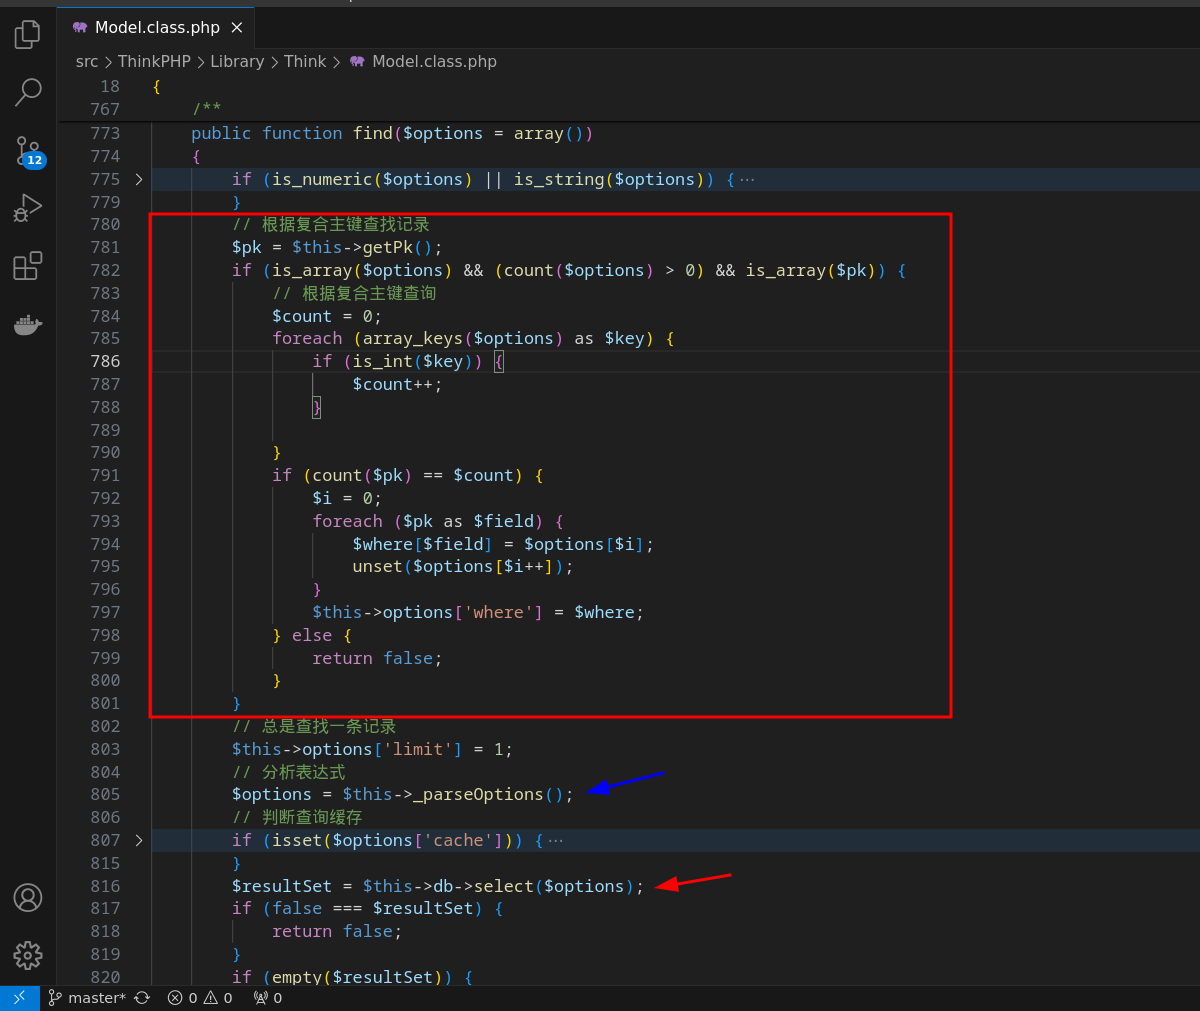 Model.class.php
src > ThinkPHP > Library > Think > Model.class.php
18 {
767 /**
773 public function find($options = array())
774 {
775 if (is_numeric($options) || is_string($options)) { ···
779 }
780 // 根据复合主键查找记录
781 $pk = $this->getPk();
782 if (is_array($options) && (count($options) > 0) && is_array($pk)) {
783 // 根据复合主键查询
784 $count = 0;
785 foreach (array_keys($options) as $key) {
786 if (is_int($key)) {
787 $count++;
788 }
789
790 }
791 if (count($pk) == $count) {
792 $i = 0;
793 foreach ($pk as $field) {
794 $where[$field] = $options[$i];
795 unset($options[$i++]);
796 }
797 $this->options['where'] = $where;
798 } else {
799 return false;
800 }
801 }
802 // 总是查找一条记录
803 $this->options['limit'] = 1;
804 // 分析表达式
805 $options = $this->_parseOptions();
806 // 判断查询缓存
807 if (isset($options['cache'])) { ···
815 }
816 $resultSet = $this->db->select($options);
817 if (false === $resultSet) {
818 return false;
819 }
820 if (empty($resultSet)) {
12
master* 0 0 0